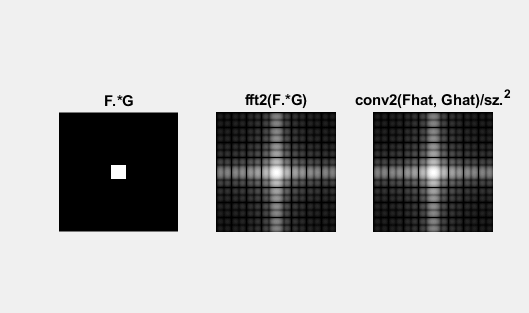 F.*G
fft2(F.*G)
conv2(Fhat, Ghat)/sz.^2